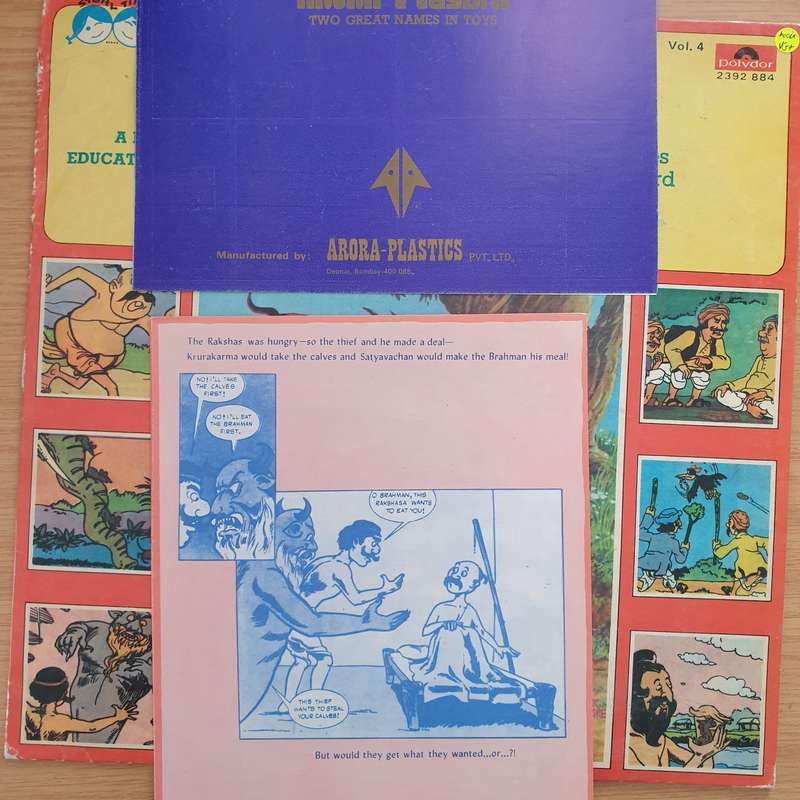 TWO GREAT NAMES IN TOYS
Vol. 4
polydor
2392 884
A
EDUCAT
rd
Manufactured by: ARORA-PLASTICS PVT. LTD.
Deonar, Bombay-400 088.
The Rakshas was hungry—so the thief and he made a deal—
Krurakarma would take the calves and Satyavachan would make the Brahman his meal!
NO! I'LL TAKE
THE CALVES
FIRST!
NO! I'LL EAT
THE BRAHMAN
FIRST.
O BRAHMAN, THIS
RAKSHASA WANTS
TO EAT YOU!
THIS THIEF
WANTS TO STEAL
YOUR CALVES!
But would they get what they wanted...or...?!